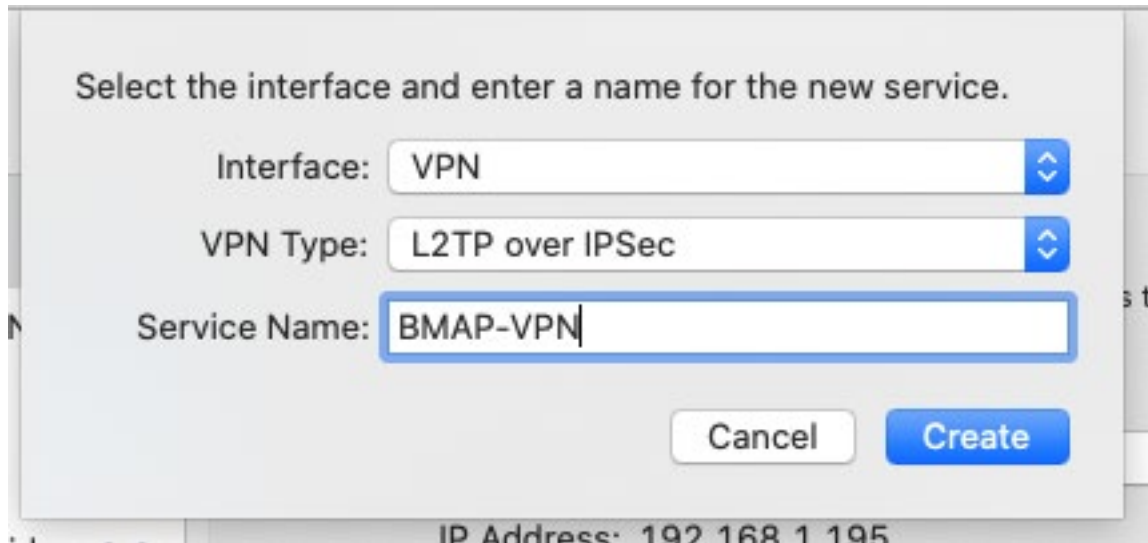 Select the interface and enter a name for the new service.
Interface: VPN
VPN Type: L2TP over IPSec
Service Name: BMAP-VPN
Cancel Create
IP Address: 192.168.1.195